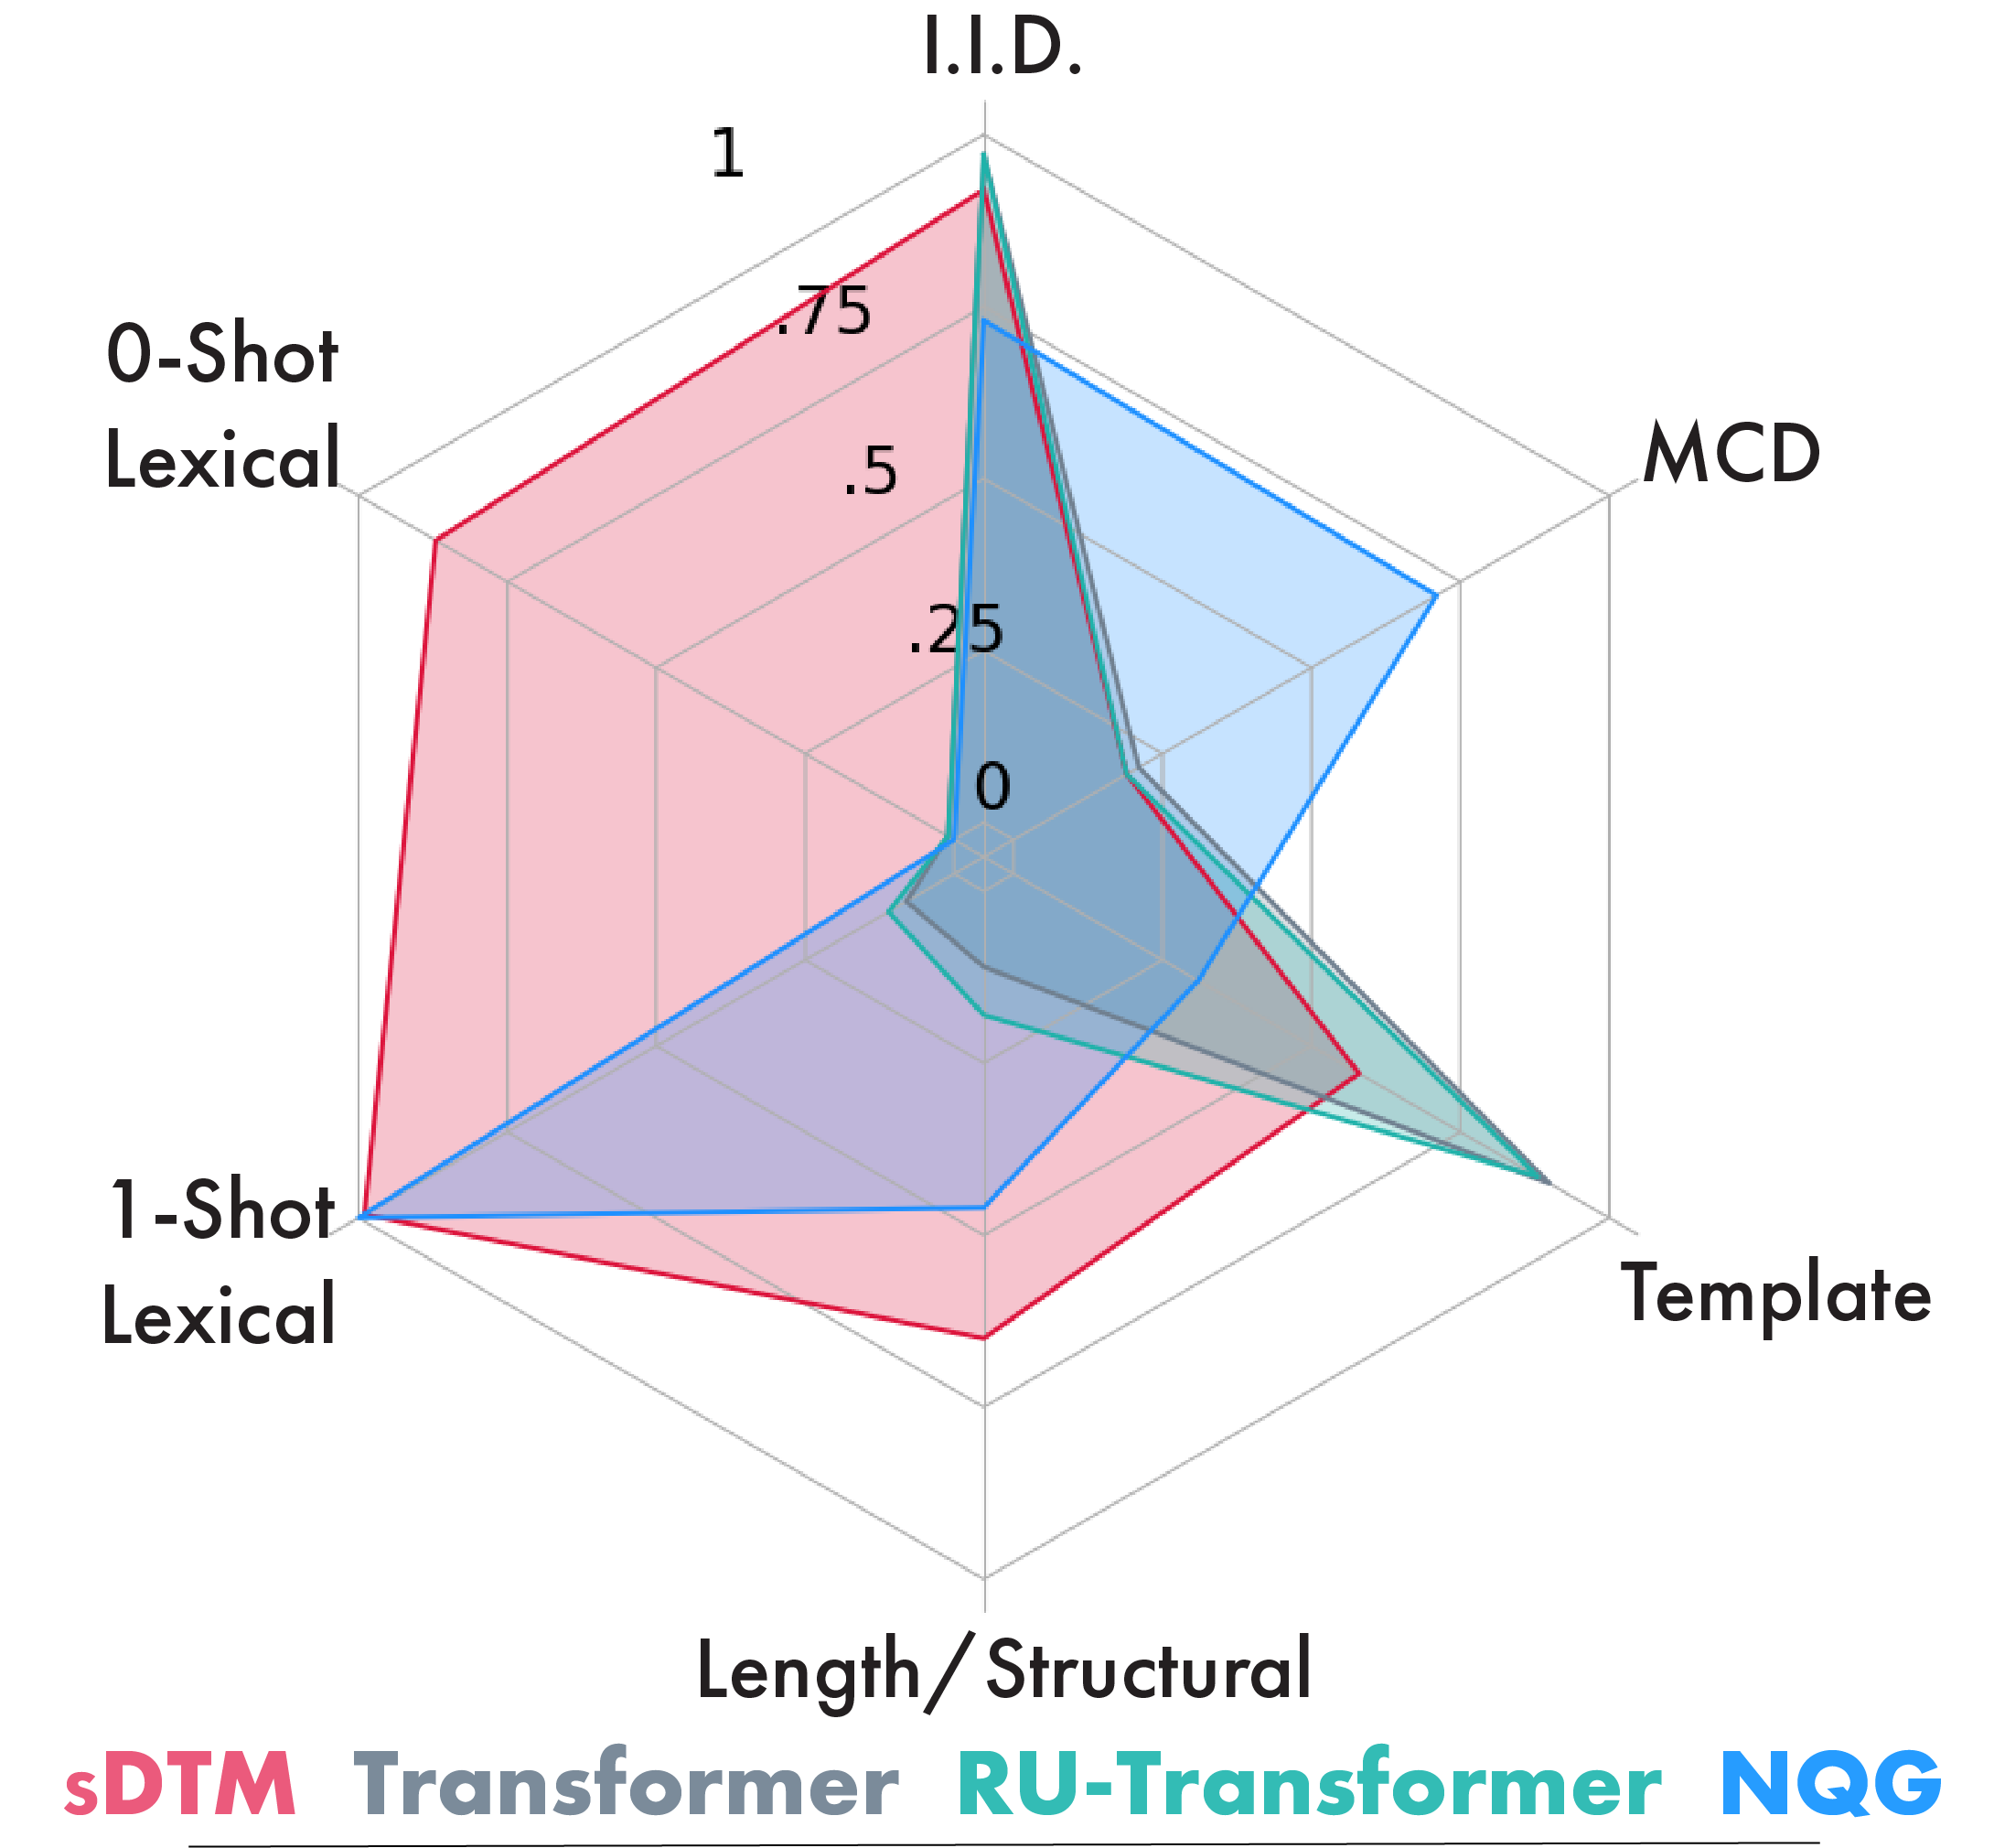 I.I.D.
1
.75
0-Shot
Lexical
MCD
.5
.25
0
1-Shot
Lexical
Template
Length/Structural
sDTM Transformer RU-Transformer NQG